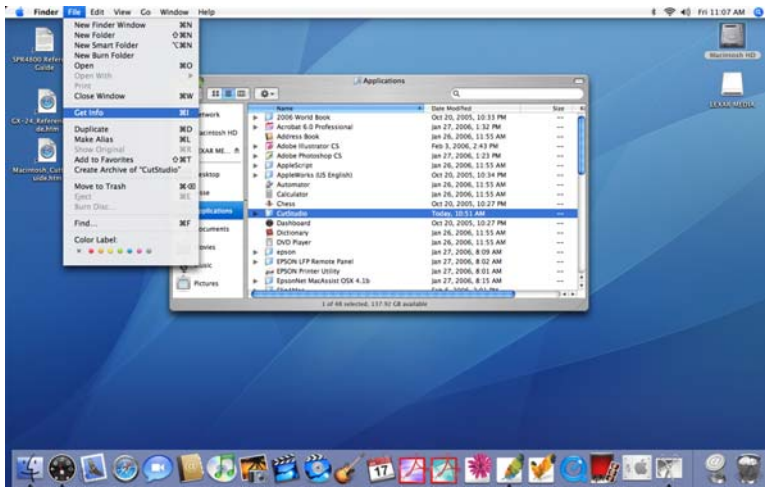 Finder File Edit View Go Window Help
Fri 11:07 AM
New Finder Window ⌘N
New Folder ⇧⌘N
New Smart Folder ⌥⌘N
New Burn Folder
Open ⌘O
Open With
Print
Close Window ⌘W
Get Info ⌘I
Duplicate ⌘D
Make Alias ⌘L
Show Original ⌘R
Add to Favorites ⇧⌘T
Create Archive of "CutStudio"
Move to Trash
Eject ⌘E
Burn Disc...
Find... ⌘F
Color Label:
Macintosh HD
LEXAR MEDIA
Guide
Applications
Name Date Modified Size
2006 World Book Oct 20, 2005, 10:33 PM --
Acrobat 6.0 Professional Jan 27, 2006, 1:32 PM --
Address Book Jan 26, 2006, 11:55 AM --
Adobe Illustrator CS Feb 3, 2006, 2:43 PM --
Adobe Photoshop CS Jan 27, 2006, 1:23 PM --
AppleScript Jan 26, 2006, 11:55 AM --
AppleWorks (US English) Oct 20, 2005, 10:34 PM --
Automator Jan 26, 2006, 11:55 AM --
Calculator Jan 26, 2006, 11:55 AM --
Chess Oct 20, 2005, 10:27 PM --
CutStudio Today, 10:51 AM --
Dashboard Oct 20, 2005, 10:27 PM --
Dictionary Jan 26, 2006, 11:55 AM --
DVD Player Jan 26, 2006, 11:55 AM --
epson Jan 27, 2006, 8:09 AM --
EPSON LFP Remote Panel Jan 27, 2006, 8:02 AM --
EPSON Printer Utility Jan 27, 2006, 8:01 AM --
EpsonNet MacAssist OSX 4.1b Jan 27, 2006, 8:15 AM --
Pictures
1 of 48 selected, 137.92 GB available
17